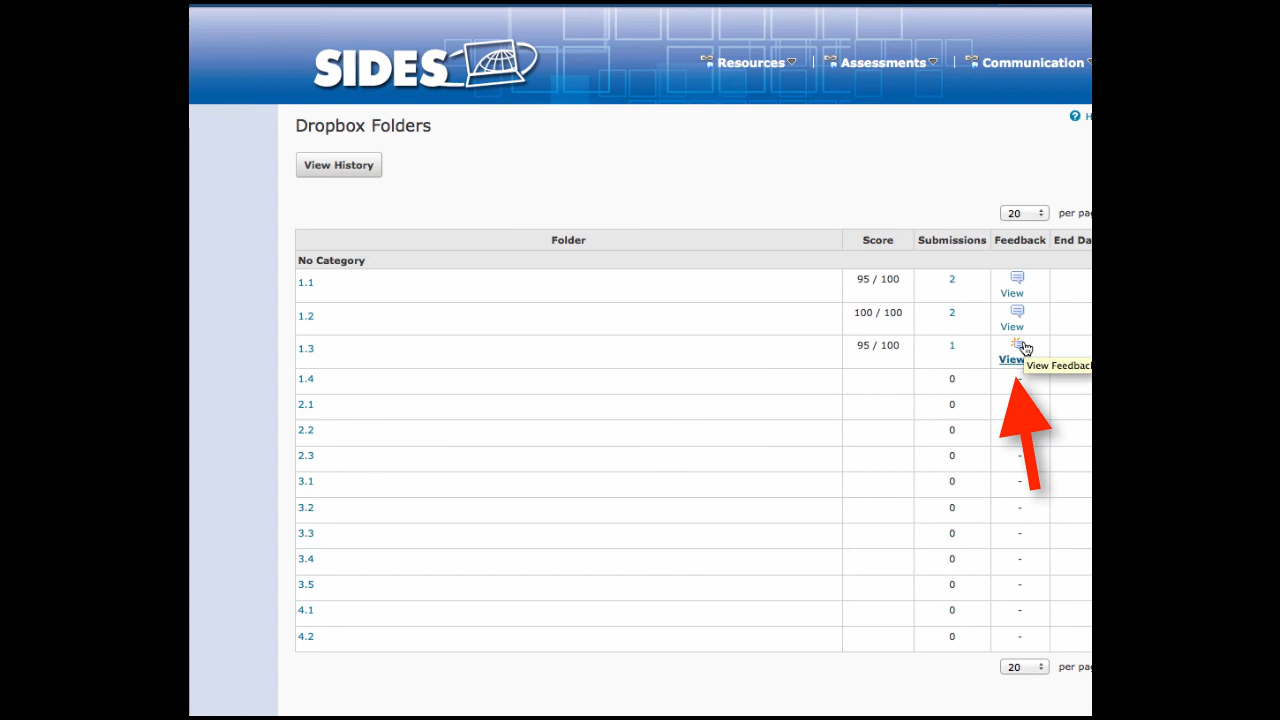 SIDES
Resources | Assessments | Communication
Dropbox Folders
View History
20 per pag
Folder Score Submissions Feedback End Da
No Category
1.1 95 / 100 2 View
1.2 100 / 100 2 View
1.3 95 / 100 1 View
View Feedbac
1.4 0 -
2.1 0
2.2 0
2.3 0 -
3.1 0 -
3.2 0 -
3.3 0 -
3.4 0 -
3.5 0 -
4.1 0 -
4.2 0 -
20 per pag